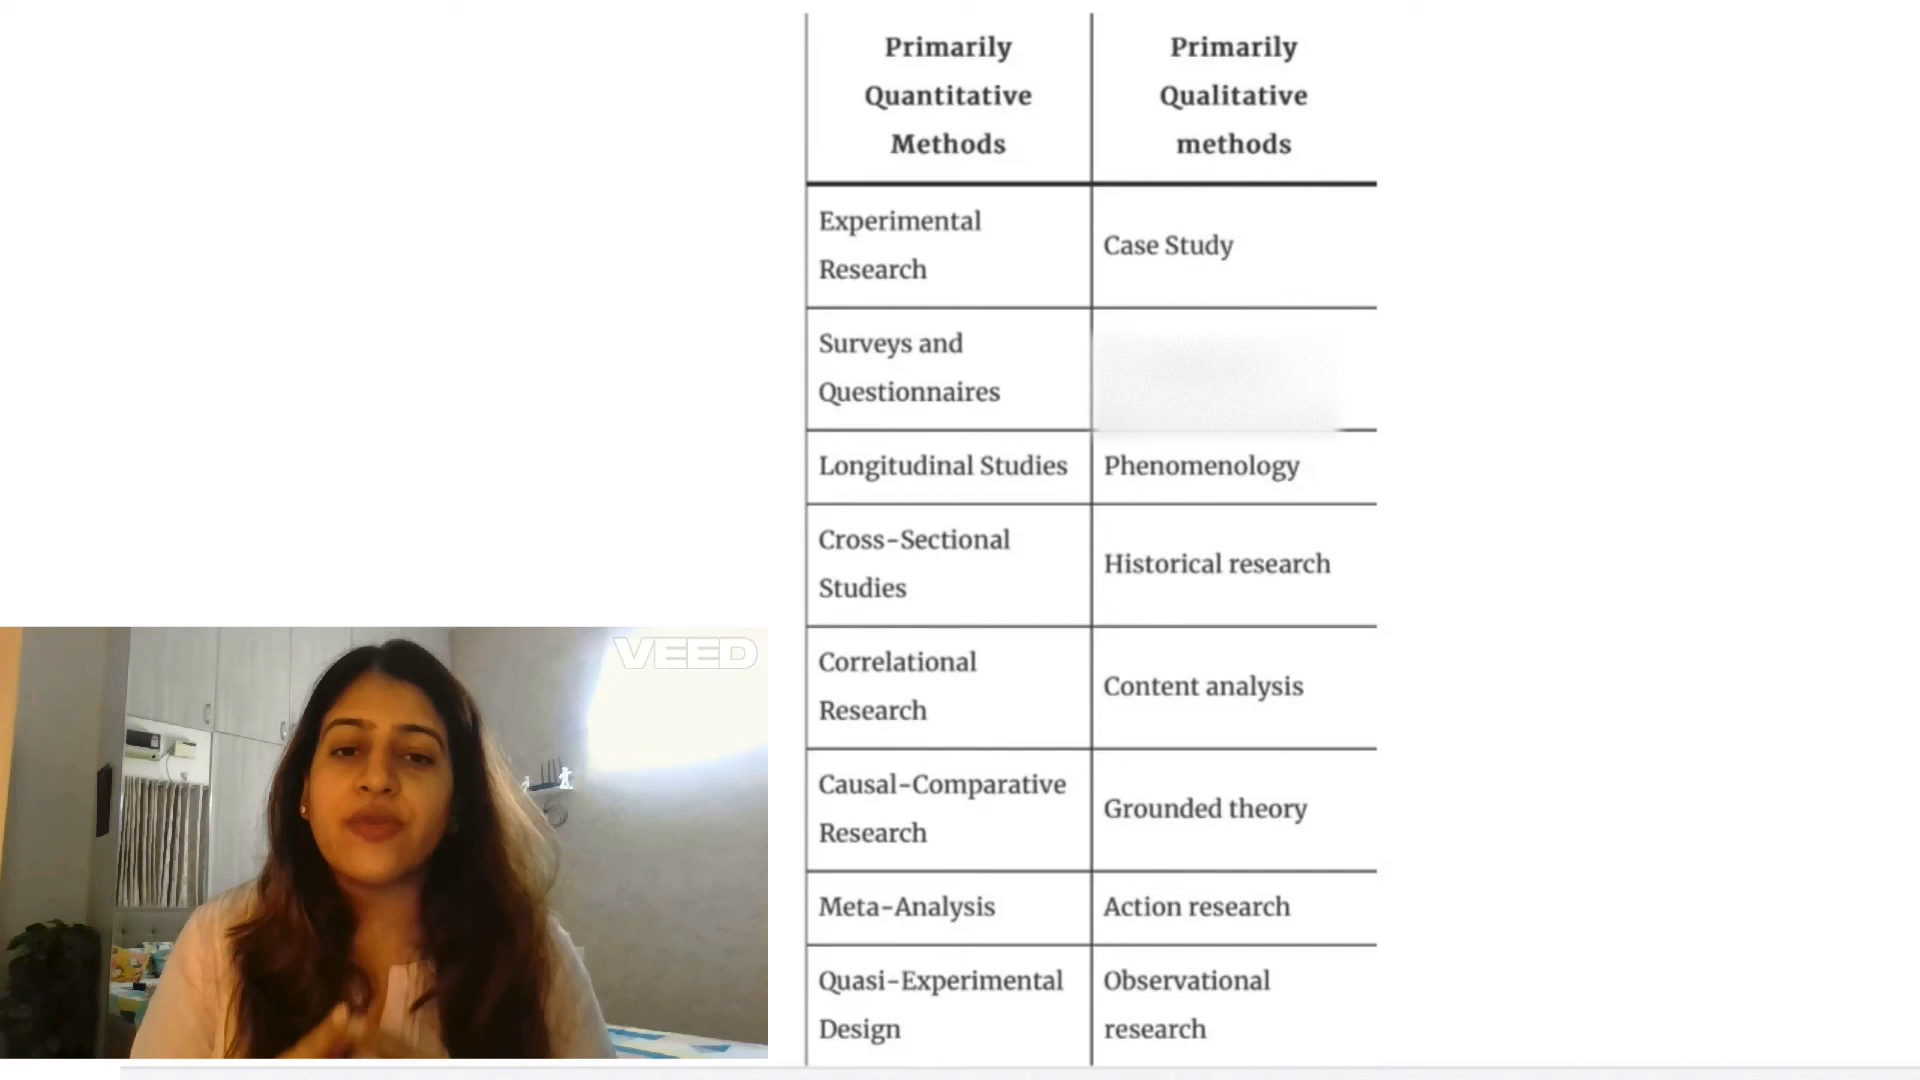 Primarily
Quantitative
Methods
Primarily
Qualitative
methods
Experimental
Research
Case Study
Surveys and
Questionnaires
Longitudinal Studies
Phenomenology
Cross-Sectional
Studies
Historical research
Correlational
Research
Content analysis
Causal-Comparative
Research
Grounded theory
Meta-Analysis
Action research
Quasi-Experimental
Design
Observational
research
VEED